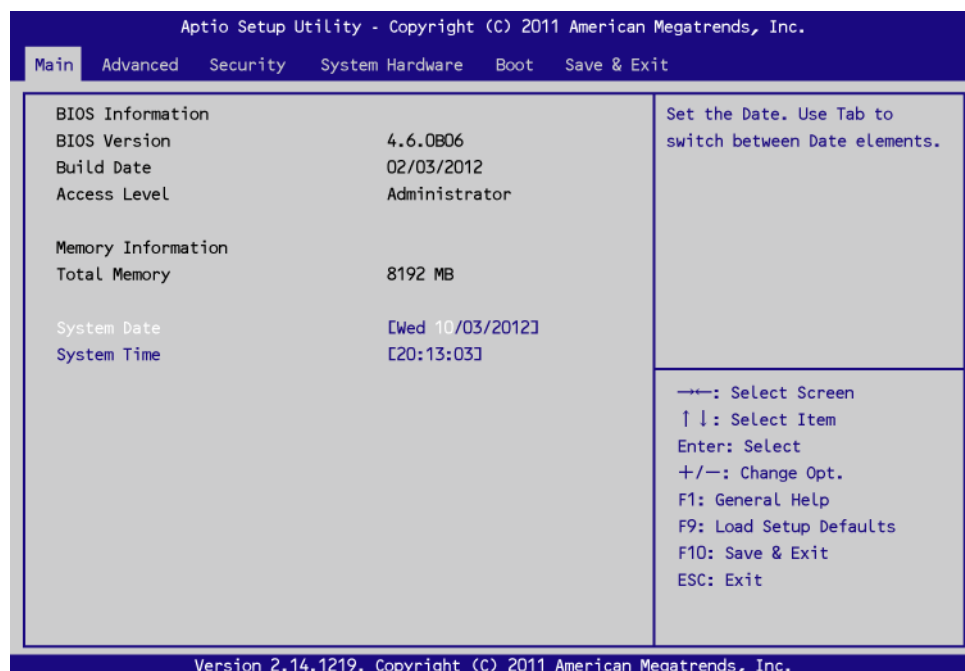 Aptio Setup Utility - Copyright (C) 2011 American Megatrends, Inc.
Main Advanced Security System Hardware Boot Save & Exit
BIOS Information
BIOS Version 4.6.0B06
Build Date 02/03/2012
Access Level Administrator
Memory Information
Total Memory 8192 MB
System Date [Wed 10/03/2012]
System Time [20:13:03]
Set the Date. Use Tab to
switch between Date elements.
→←: Select Screen
↑↓: Select Item
Enter: Select
+/-: Change Opt.
F1: General Help
F9: Load Setup Defaults
F10: Save & Exit
ESC: Exit
Version 2.14.1219. Copyright (C) 2011 American Megatrends, Inc.